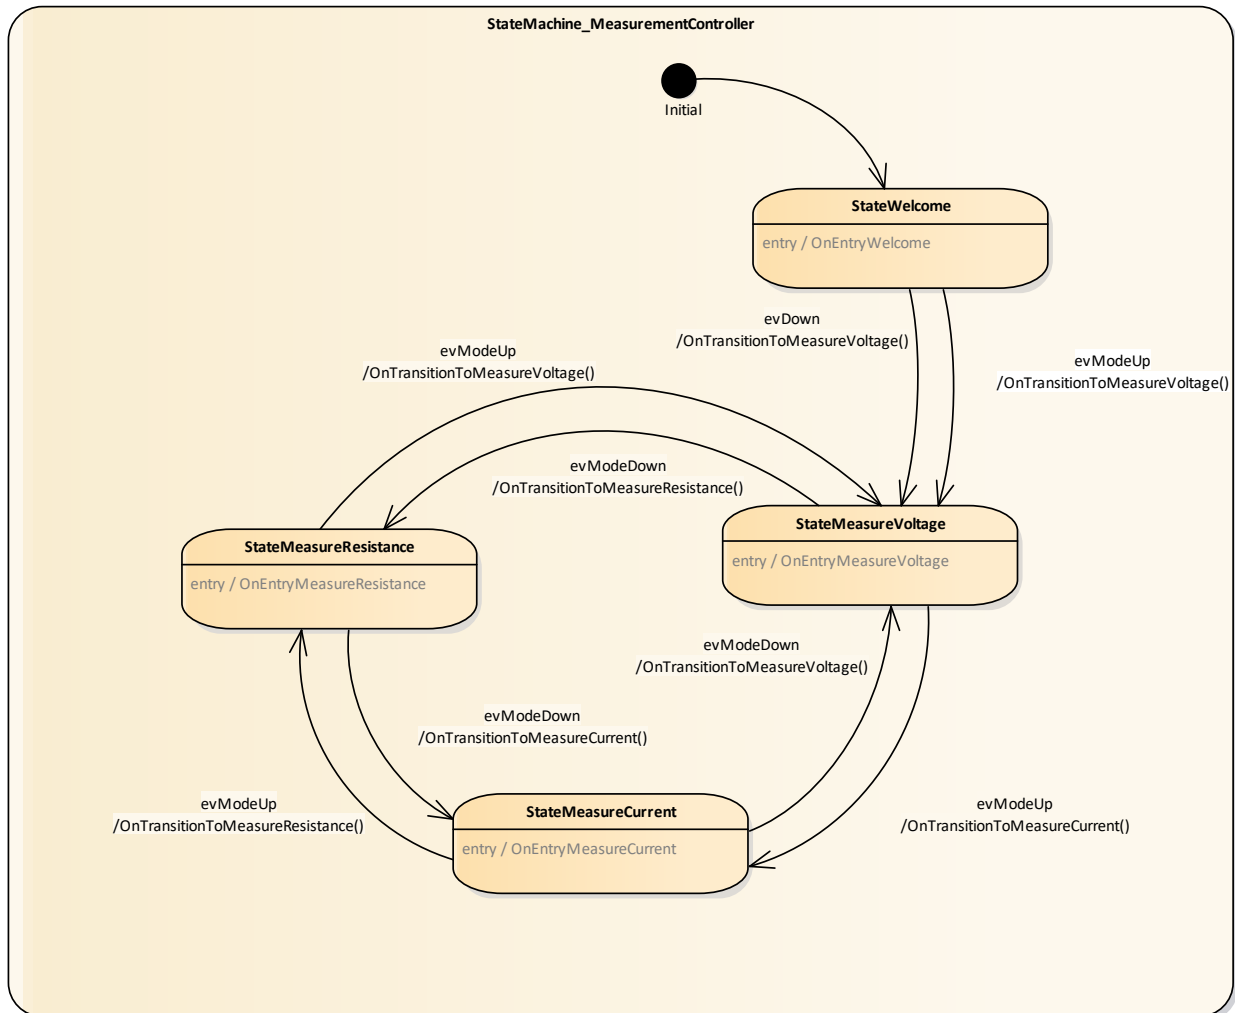 StateMachine_MeasurementController
Initial
StateWelcome
entry / OnEntryWelcome
evDown
/OnTransitionToMeasureVoltage()
evModeUp
/OnTransitionToMeasureVoltage()
evModeUp
/OnTransitionToMeasureVoltage()
evModeDown
/OnTransitionToMeasureResistance()
StateMeasureVoltage
entry / OnEntryMeasureVoltage
StateMeasureResistance
entry / OnEntryMeasureResistance
evModeDown
/OnTransitionToMeasureVoltage()
evModeDown
/OnTransitionToMeasureCurrent()
evModeUp
/OnTransitionToMeasureResistance()
evModeUp
/OnTransitionToMeasureCurrent()
StateMeasureCurrent
entry / OnEntryMeasureCurrent